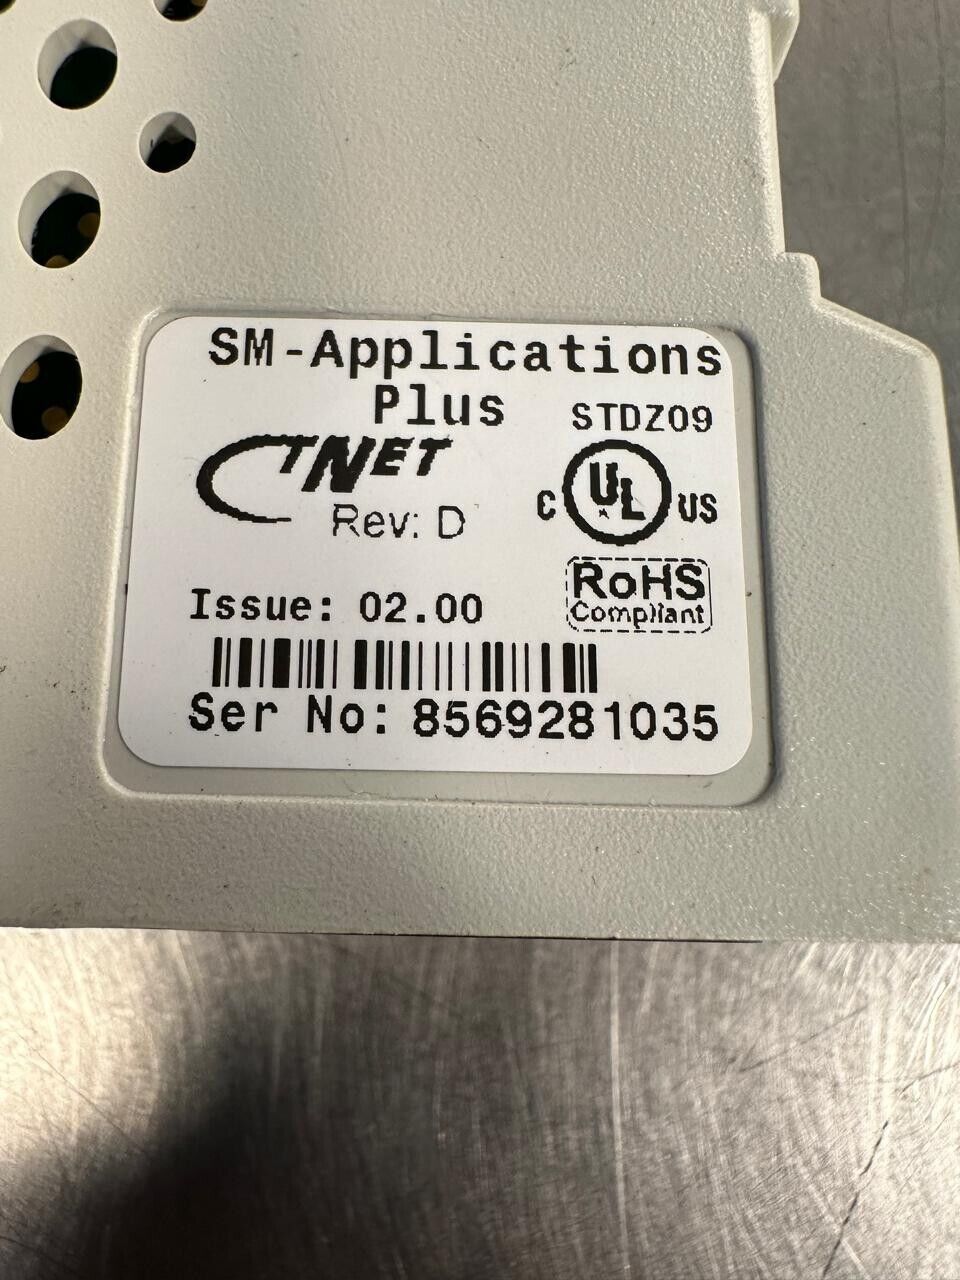 SM-Applications
Plus STDZ09
CTNET
Rev: D
C UL US
RoHS
Compliant
Issue: 02.00
Ser No: 8569281035